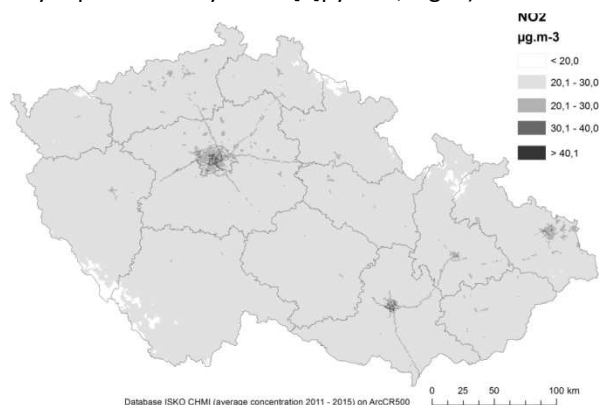 NO2
µg.m-3
< 20,0
20,1 - 30,0
20,1 - 30,0
30,1 - 40,0
> 40,1
0 25 50 100 km
Database ISKO CHMI (average concentration 2011 - 2015) on ArcCR500